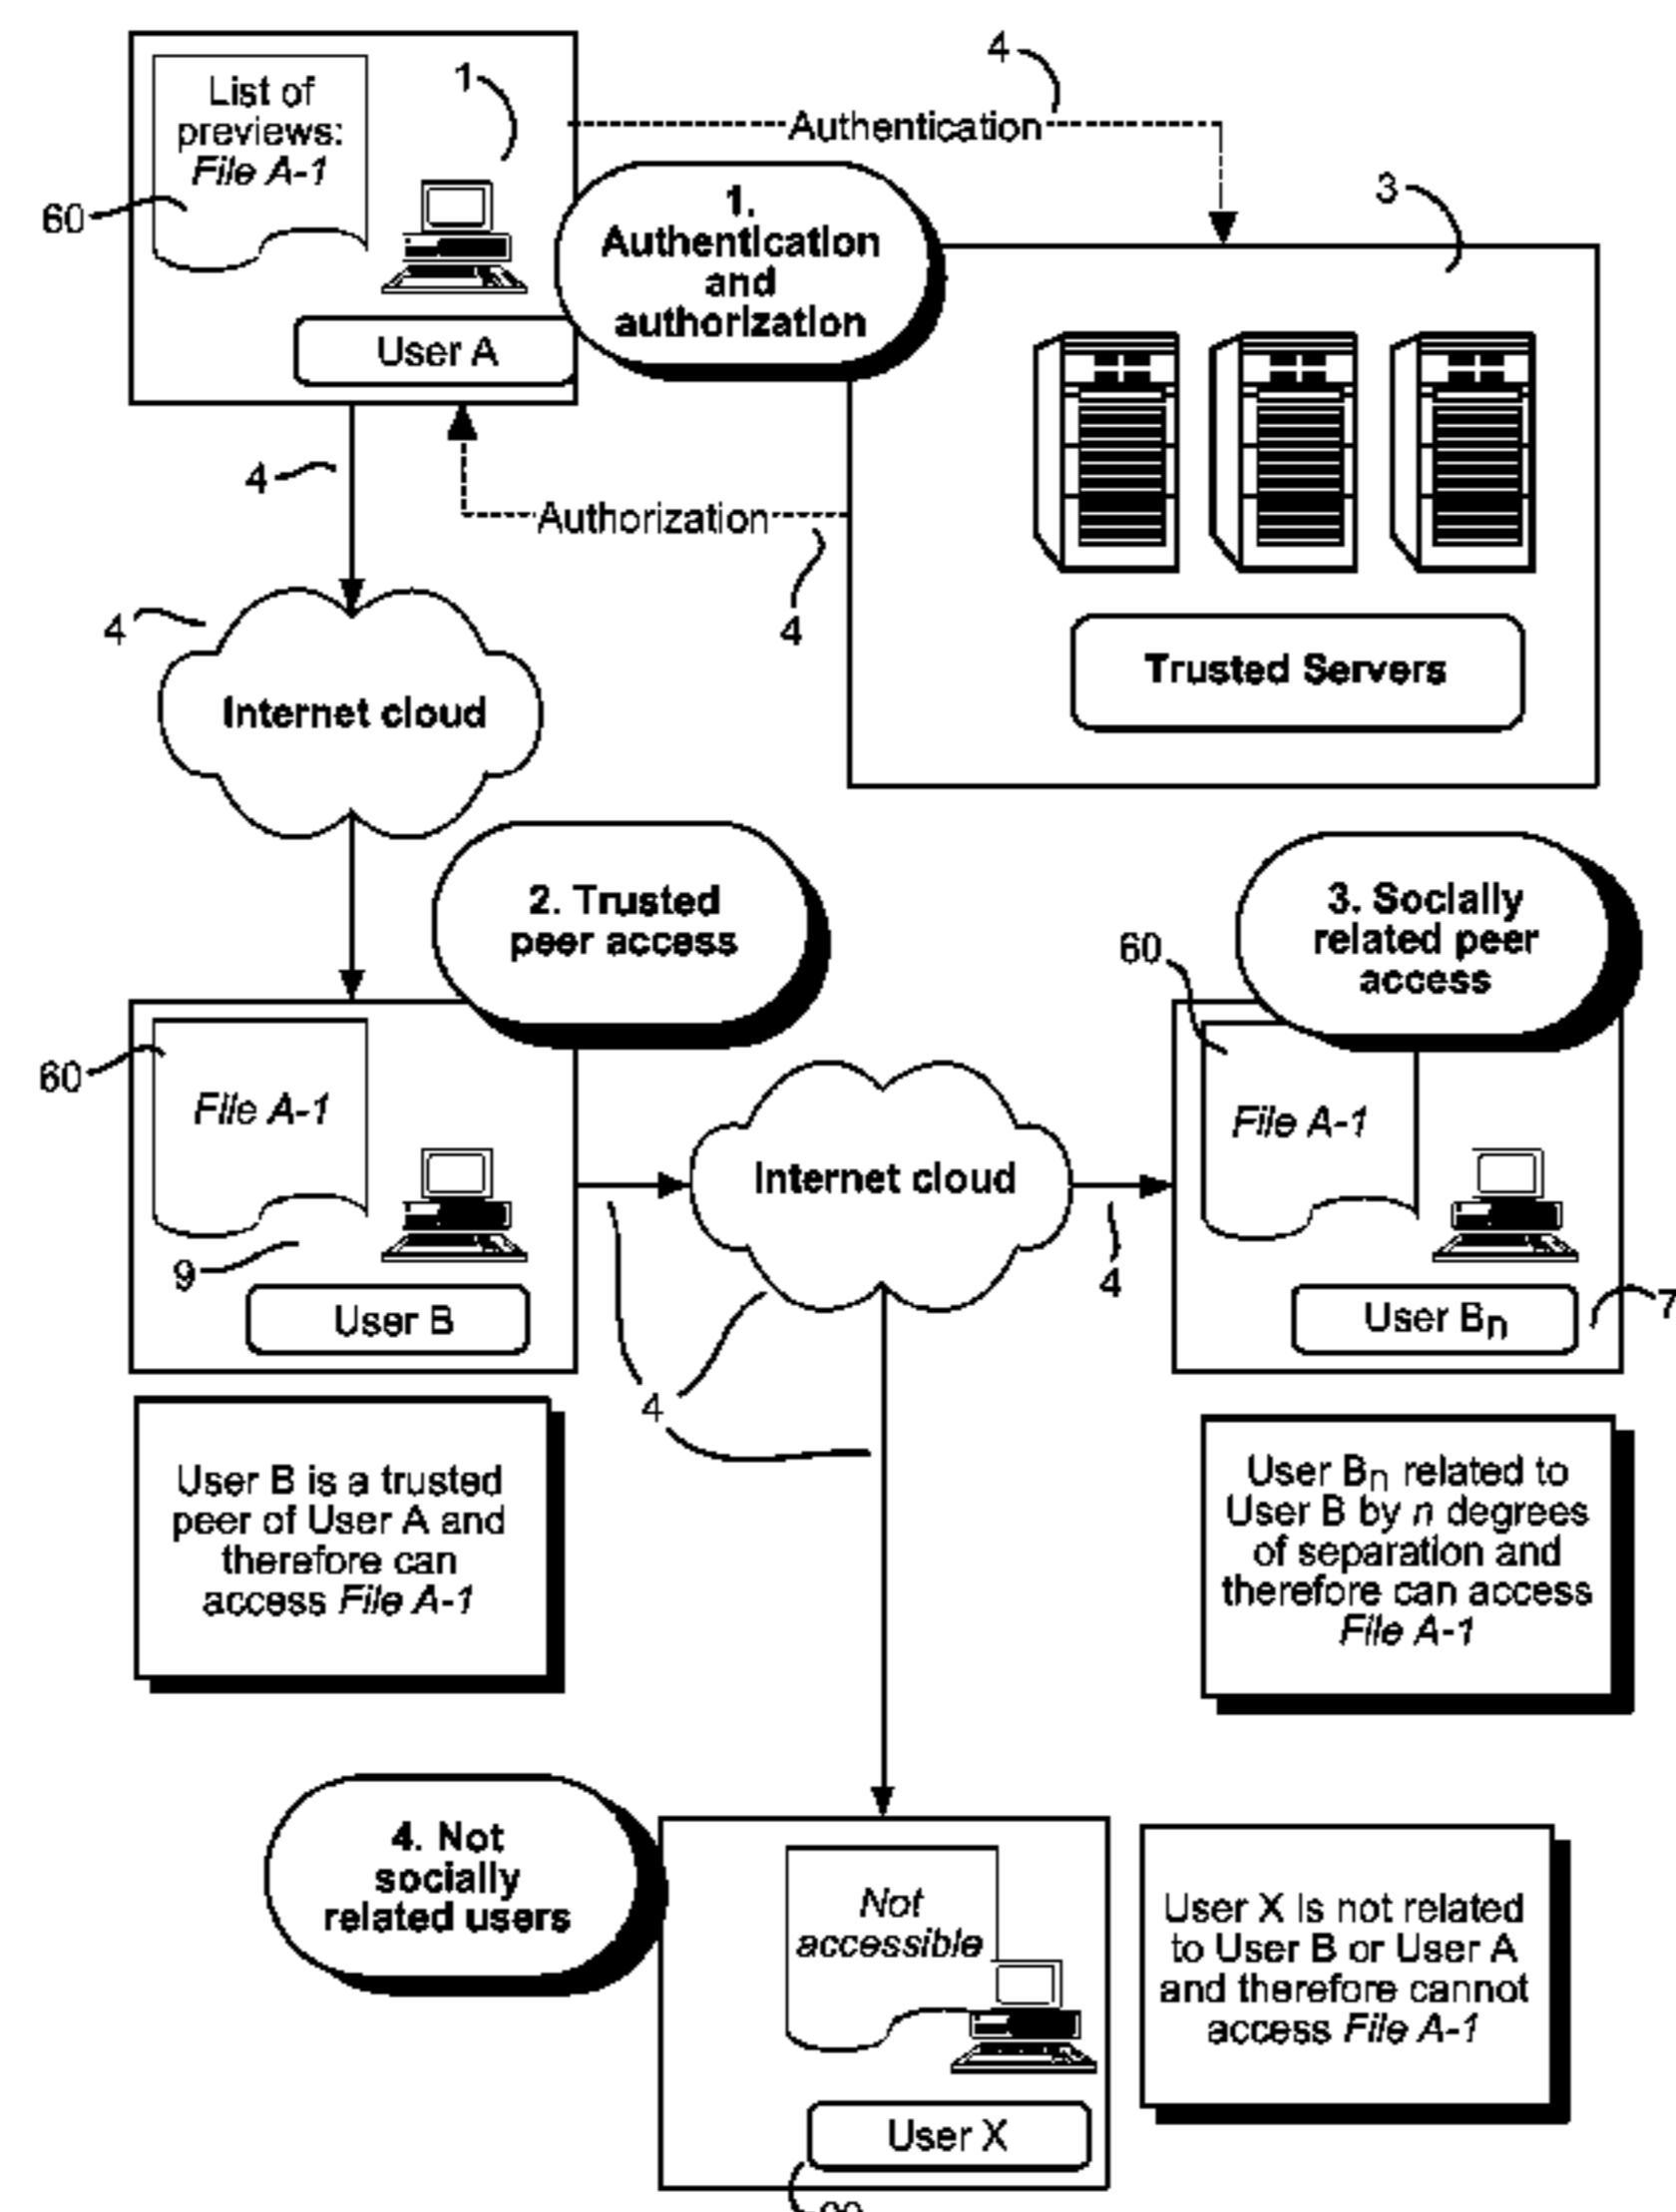 4
List of
previews:
File A-1
1
60
Authentication
3
1.
Authentication
and
authorization
User A
4
Authorization
4
4
Internet cloud
Trusted Servers
2. Trusted
peer access
3. Socially
related peer
access
60
60
File A-1
9
User B
Internet cloud
4
File A-1
User Bn
7
4
User B is a trusted
peer of User A and
therefore can
access File A-1
User Bn related to
User B by n degrees
of separation and
therefore can access
File A-1
4. Not
socially
related users
Not
accessible
User X
User X is not related
to User B or User A
and therefore cannot
access File A-1